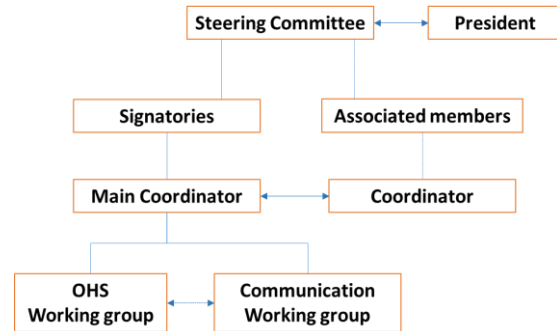 Steering Committee
President
Signatories
Associated members
Main Coordinator
Coordinator
OHS
Working group
Communication
Working group